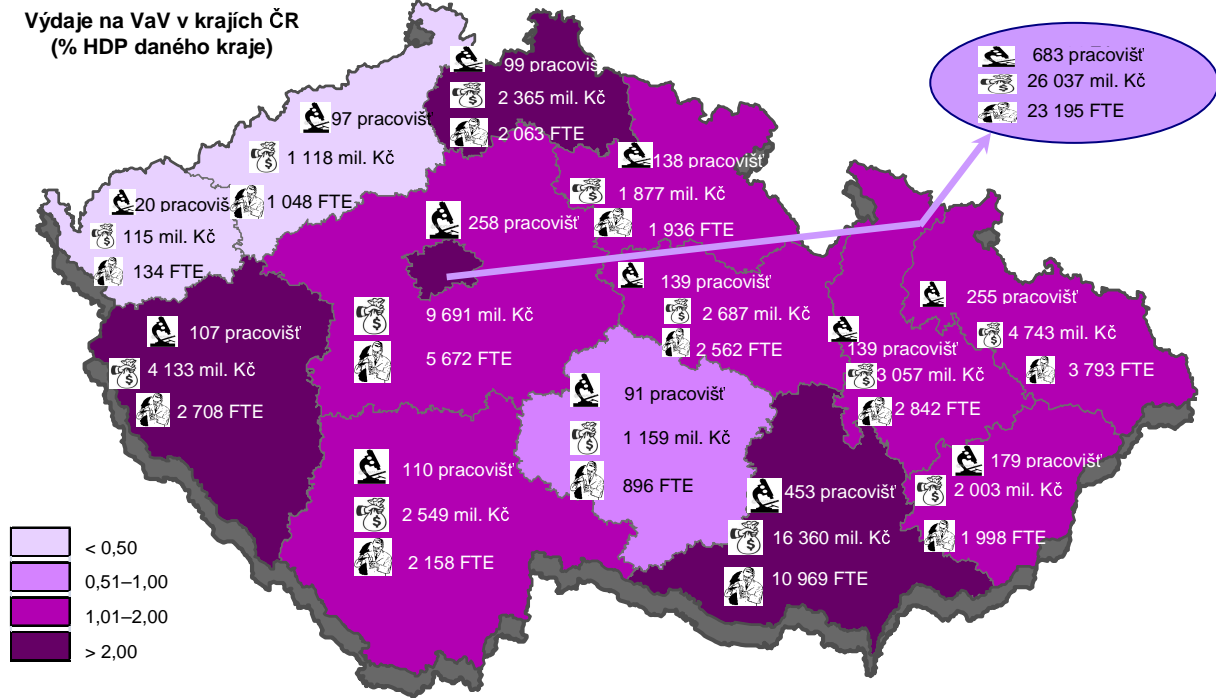 Výdaje na VaV v krajích ČR
(% HDP daného kraje)
683 pracovišť
26 037 mil. Kč
23 195 FTE
99 pracoviš
2 365 mil. Kč
2 063 FTE
97 pracovišť
1 118 mil. Kč
1 048 FTE
138 pracovišť
1 877 mil. Kč
1 936 FTE
20 pracoviš
115 mil. Kč
134 FTE
258 pracovišť
9 691 mil. Kč
5 672 FTE
139 pracovišť
2 687 mil. Kč
2 562 FTE
255 pracovišť
4 743 mil. Kč
3 793 FTE
107 pracovišť
4 133 mil. Kč
2 708 FTE
139 pracovišť
3 057 mil. Kč
2 842 FTE
91 pracovišť
1 159 mil. Kč
896 FTE
110 pracovišť
2 549 mil. Kč
2 158 FTE
453 pracovišť
16 360 mil. Kč
10 969 FTE
179 pracovišť
2 003 mil. Kč
1 998 FTE
< 0,50
0,51–1,00
1,01–2,00
> 2,00